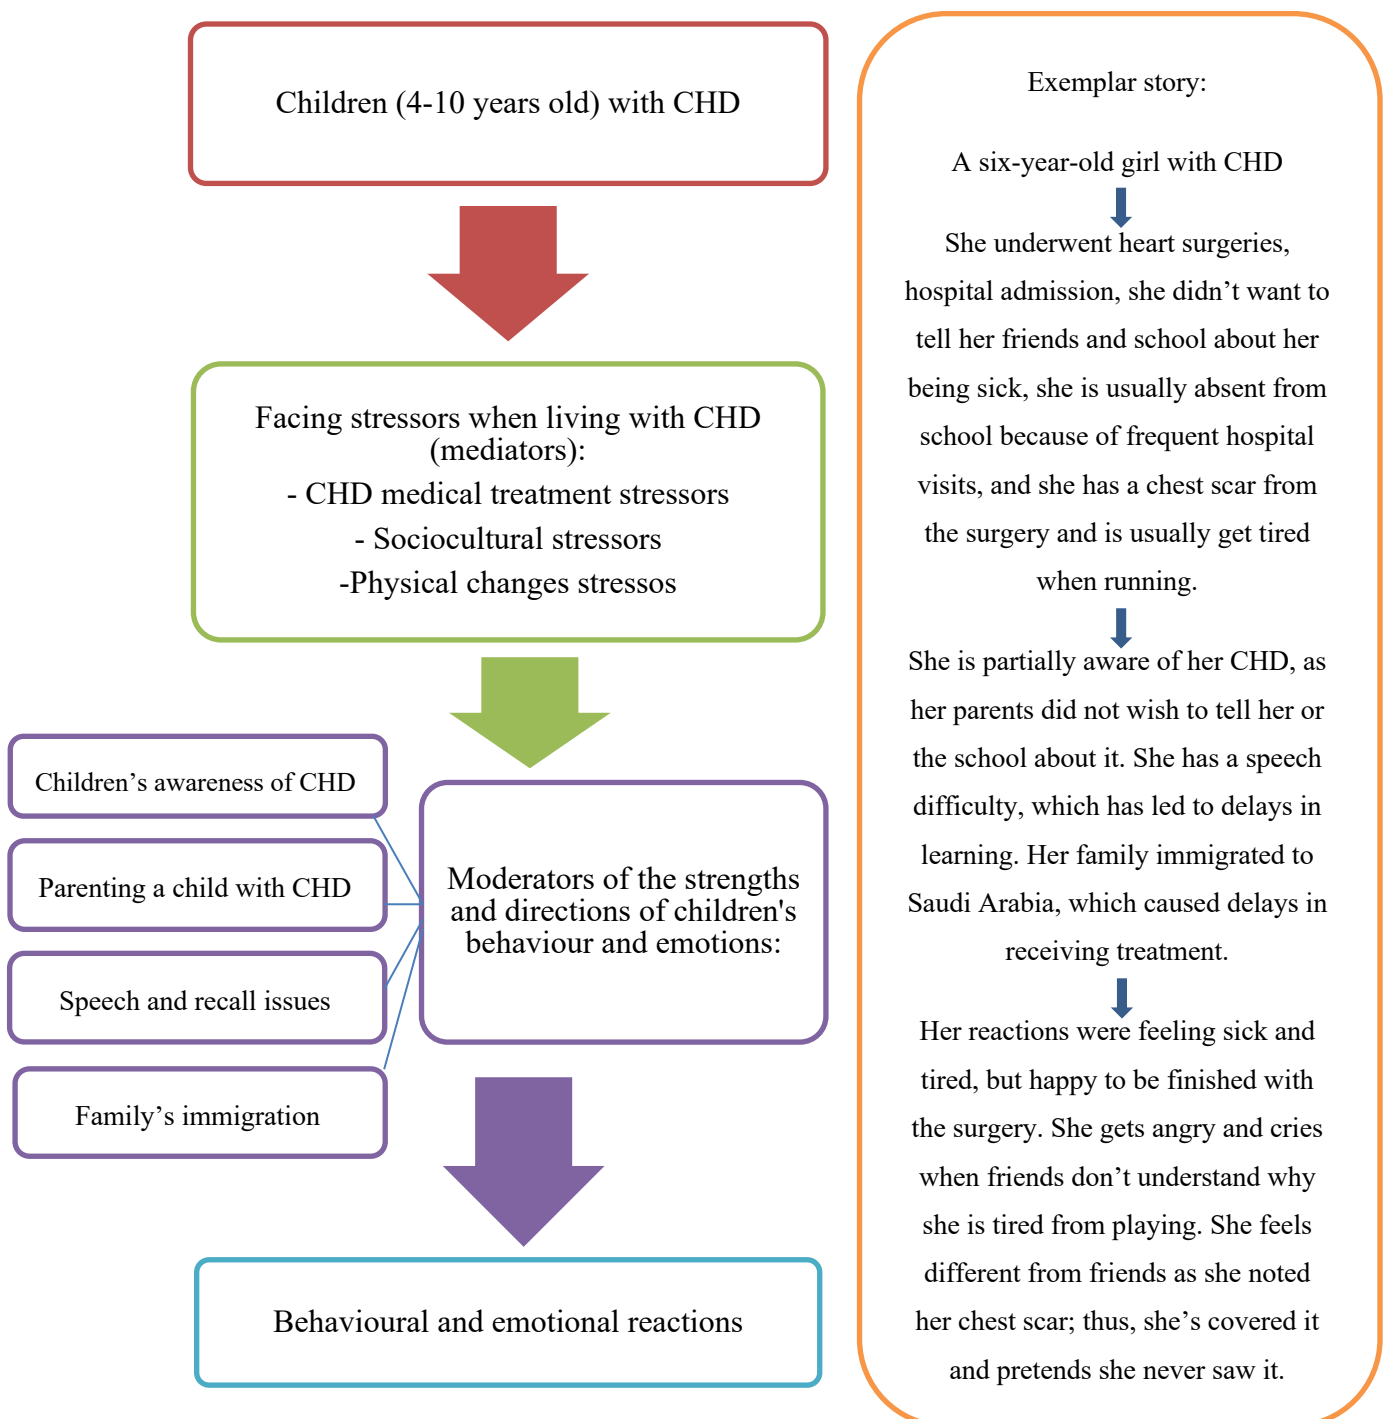 Children (4-10 years old) with CHD
Facing stressors when living with CHD
(mediators):
- CHD medical treatment stressors
- Sociocultural stressors
-Physical changes stressos
Children’s awareness of CHD
Parenting a child with CHD
Speech and recall issues
Family’s immigration
Moderators of the strengths
and directions of children's
behaviour and emotions:
Behavioural and emotional reactions
Exemplar story:
A six-year-old girl with CHD
She underwent heart surgeries,
hospital admission, she didn’t want to
tell her friends and school about her
being sick, she is usually absent from
school because of frequent hospital
visits, and she has a chest scar from
the surgery and is usually get tired
when running.
She is partially aware of her CHD, as
her parents did not wish to tell her or
the school about it. She has a speech
difficulty, which has led to delays in
learning. Her family immigrated to
Saudi Arabia, which caused delays in
receiving treatment.
Her reactions were feeling sick and
tired, but happy to be finished with
the surgery. She gets angry and cries
when friends don’t understand why
she is tired from playing. She feels
different from friends as she noted
her chest scar; thus, she’s covered it
and pretends she never saw it.